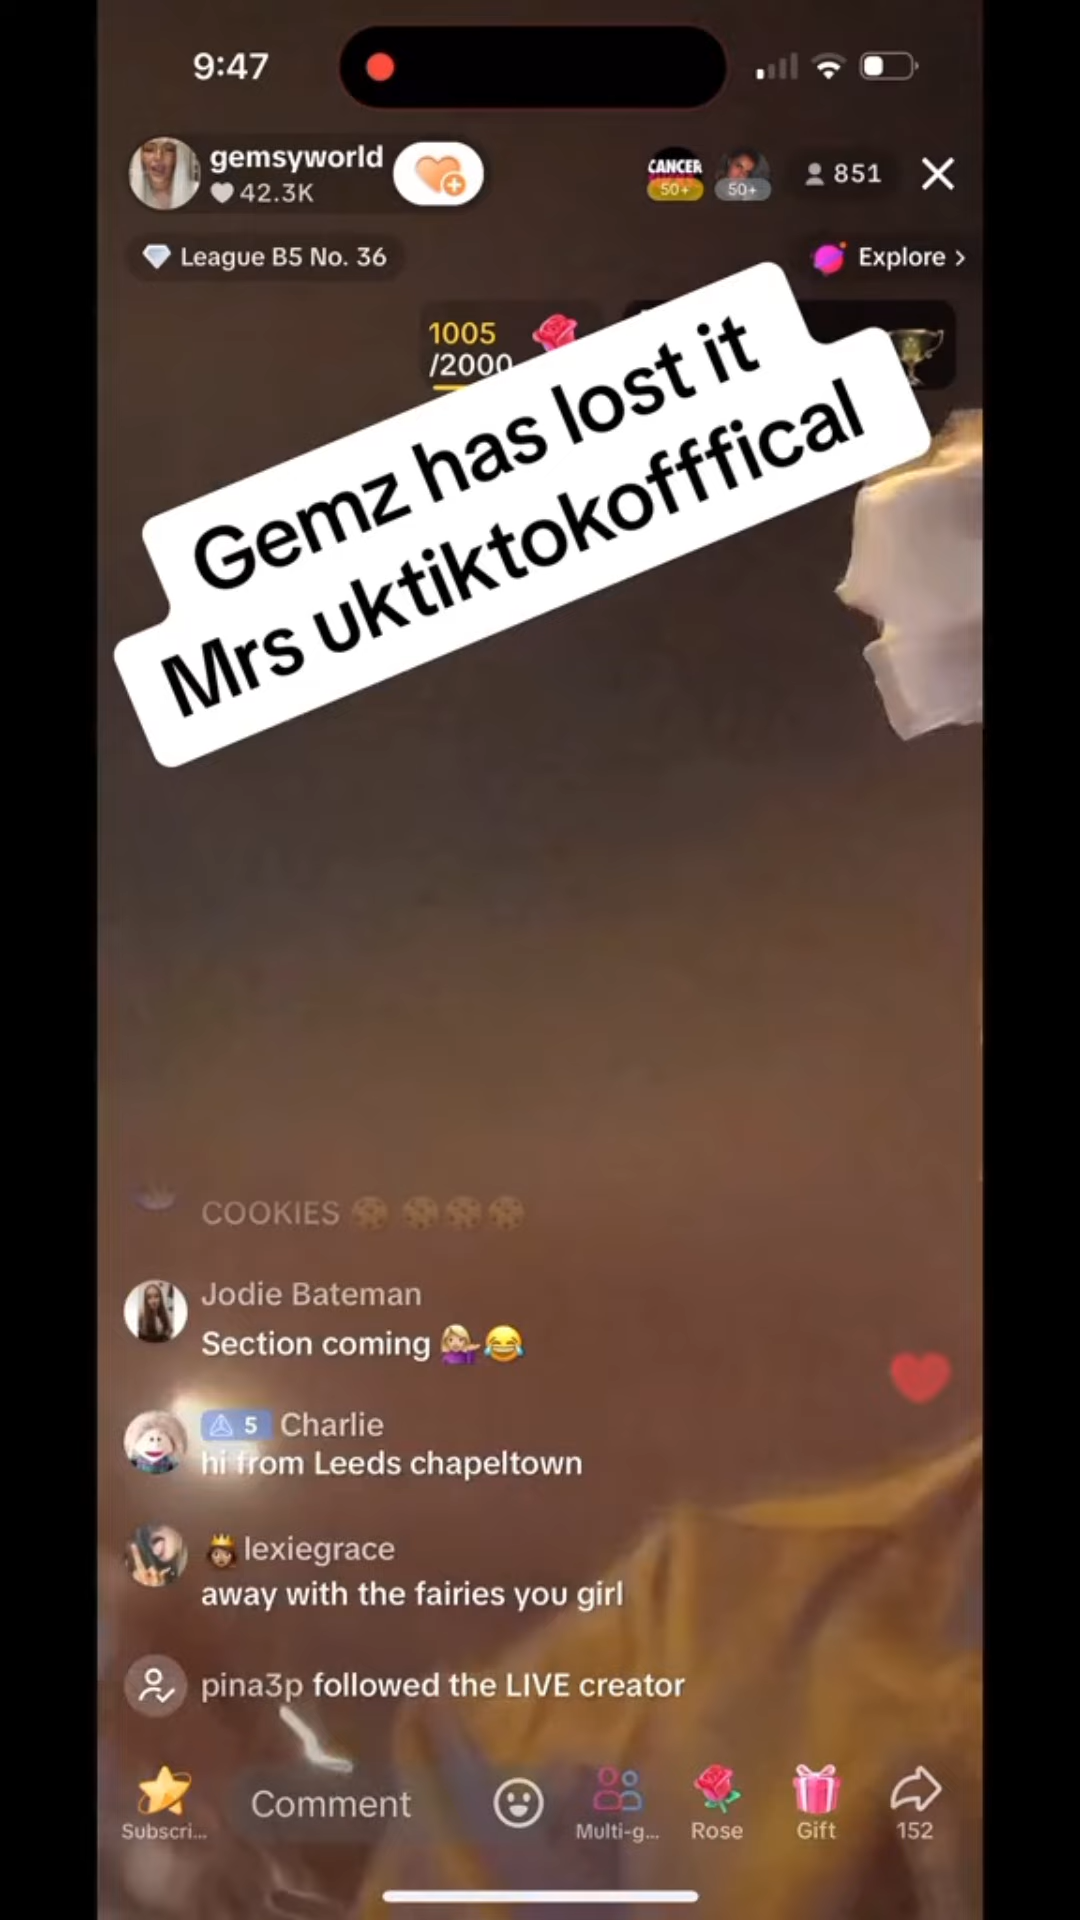 9:47
gemsyworld
42.3K
CANCER
50+
50+
851
League B5 No. 36
Explore >
1005
/2000
Gemz has lost it
Mrs uktiktokofffical
COOKIES 🍪 🍪🍪🍪
Jodie Bateman
Section coming 💁🏼‍♀️😂
5 Charlie
hi from Leeds chapeltown
👸🏽lexiegrace
away with the fairies you girl
pina3p followed the LIVE creator
Comment
Subscri...
Multi-g...
Rose
Gift
152